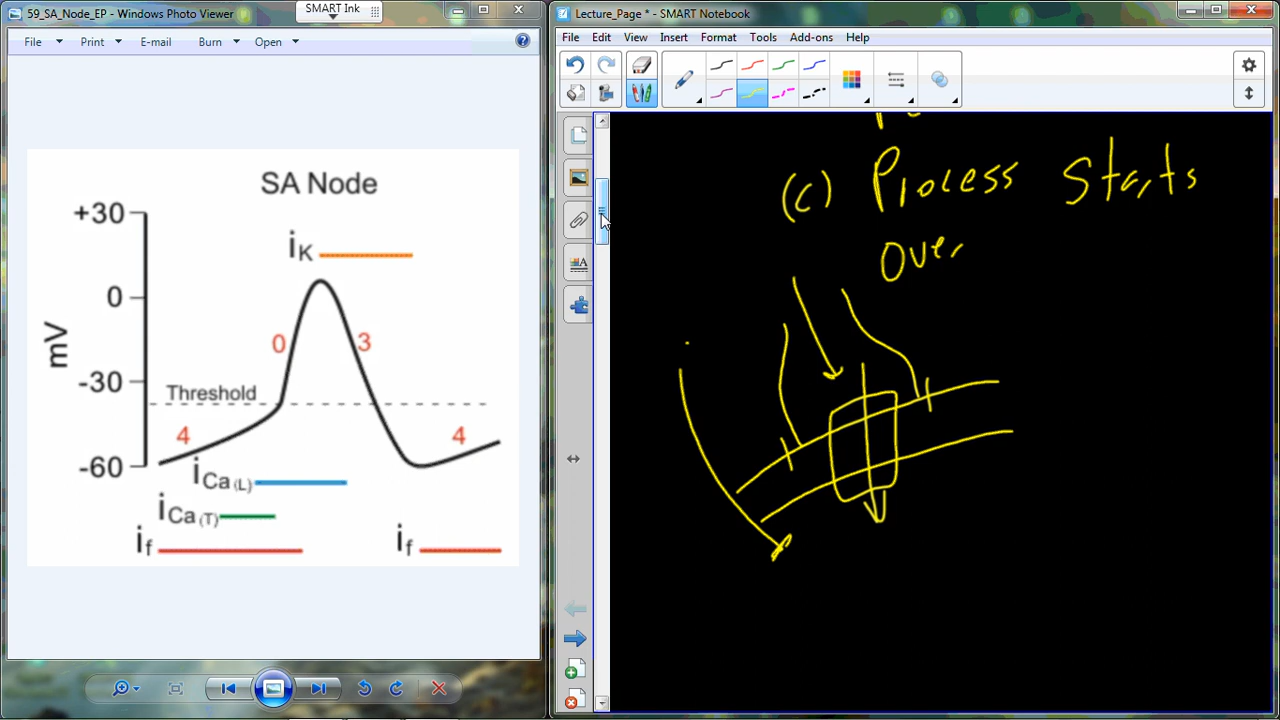 59_SA_Node_EP - Windows Photo Viewer
SMART Ink
File Print E-mail Burn Open
SA Node
+30
iK
0
0 3
mV
-30
Threshold
4 4
-60
iCa(L)
iCa(T)
if if
Lecture_Page * - SMART Notebook
File Edit View Insert Format Tools Add-ons Help
(c) Process Starts
Over